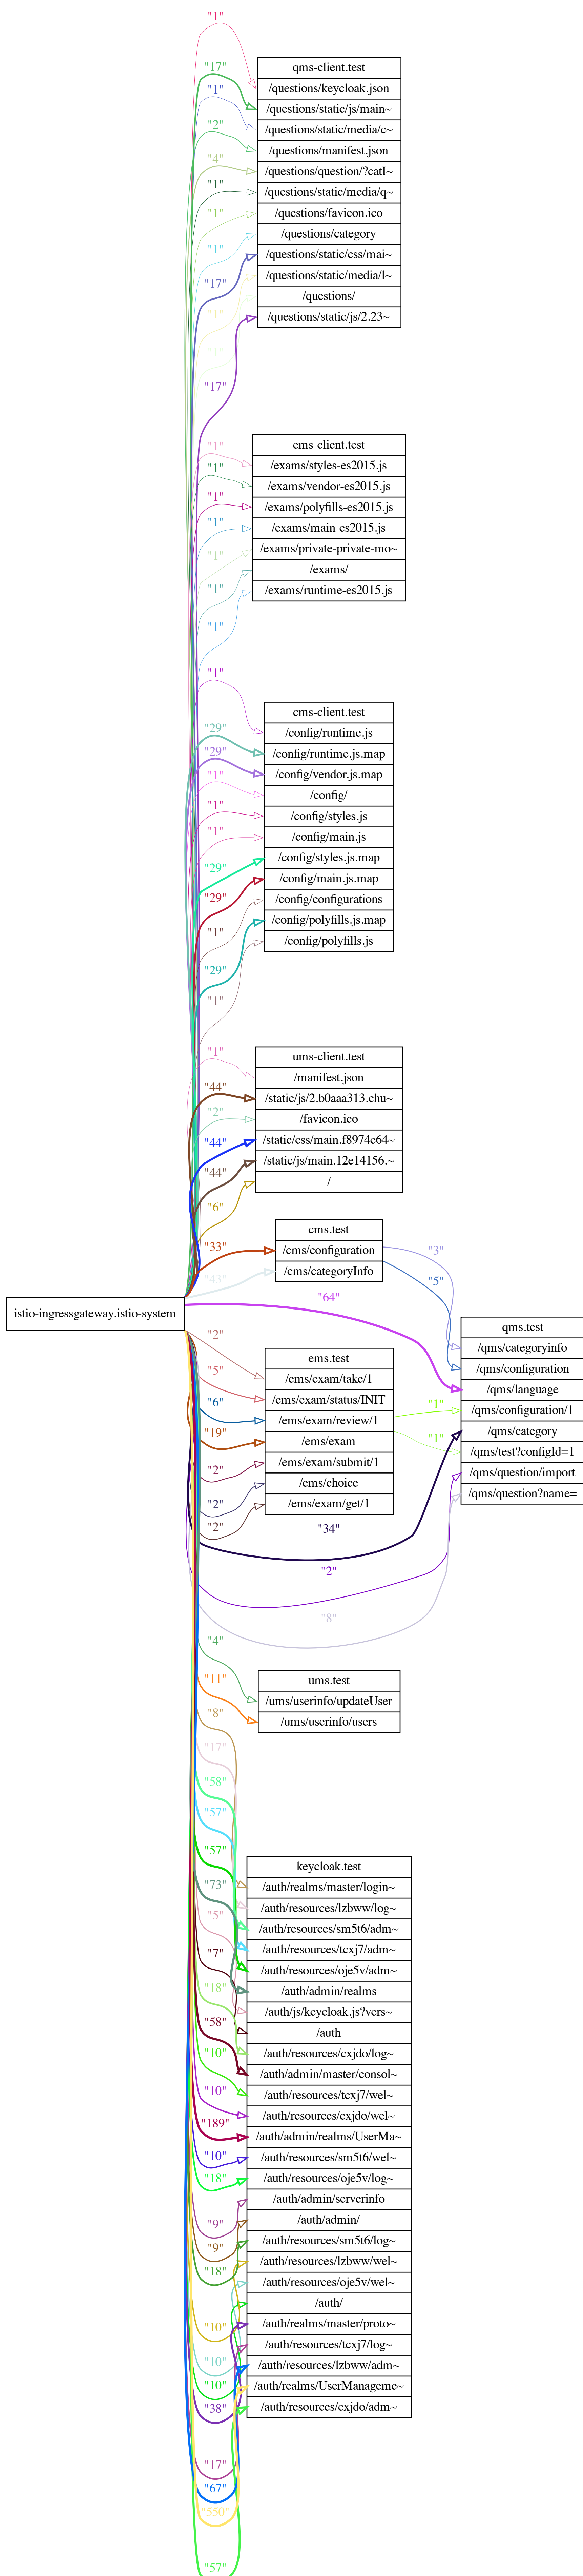 "1"
qms-client.test
"17"
/questions/keycloak.json
"1"
/questions/static/js/main~
"2"
/questions/static/media/c~
/questions/manifest.json
"4"
/questions/question/?catI~
"1"
/questions/static/media/q~
"1"
/questions/favicon.ico
/questions/category
"1"
/questions/static/css/mai~
"17"
/questions/static/media/l~
"1"
/questions/
"1"
/questions/static/js/2.23~
"17"
ems-client.test
"1"
/exams/styles-es2015.js
"1"
/exams/vendor-es2015.js
"1"
/exams/polyfills-es2015.js
"1"
/exams/main-es2015.js
"1"
/exams/private-private-mo~
/exams/
"1"
/exams/runtime-es2015.js
"1"
"1"
cms-client.test
/config/runtime.js
"29"
/config/runtime.js.map
"29"
/config/vendor.js.map
"1"
/config/
"1"
/config/styles.js
"1"
/config/main.js
"29"
/config/styles.js.map
/config/main.js.map
"29"
/config/configurations
"1"
/config/polyfills.js.map
/config/polyfills.js
"29"
"1"
ums-client.test
"1"
/manifest.json
"44"
/static/js/2.b0aaa313.chu~
"2"
/favicon.ico
"44"
/static/css/main.f8974e64~
/static/js/main.12e14156.~
"44"
/
"6"
cms.test
"33"
/cms/configuration
"3"
/cms/categoryInfo
"43"
"5"
"64"
istio-ingressgateway.istio-system
qms.test
"2"
/qms/categoryinfo
ems.test
/qms/configuration
"5"
/ems/exam/take/1
/qms/language
/ems/exam/status/INIT
"6"
/ems/exam/review/1
"1"
/qms/configuration/1
"19"
/ems/exam
/qms/category
"1"
/qms/test?configId=1
"2"
/ems/exam/submit/1
/qms/question/import
/ems/choice
"2"
/qms/question?name=
/ems/exam/get/1
"2"
"34"
"2"
"8"
"4"
ums.test
"11"
/ums/userinfo/updateUser
"8"
/ums/userinfo/users
"17"
"58"
"57"
"57"
keycloak.test
"73"
/auth/realms/master/login~
/auth/resources/lzbww/log~
"5"
/auth/resources/sm5t6/adm~
"7"
/auth/resources/tcxj7/adm~
/auth/resources/oje5v/adm~
"18"
/auth/admin/realms
/auth/js/keycloak.js?vers~
"58"
/auth
"10"
/auth/resources/cxjdo/log~
/auth/admin/master/consol~
"10"
/auth/resources/tcxj7/wel~
/auth/resources/cxjdo/wel~
"189"
/auth/admin/realms/UserMa~
"10"
/auth/resources/sm5t6/wel~
"18"
/auth/resources/oje5v/log~
/auth/admin/serverinfo
"9"
/auth/admin/
"9"
/auth/resources/sm5t6/log~
"18"
/auth/resources/lzbww/wel~
/auth/resources/oje5v/wel~
"10"
/auth/
/auth/realms/master/proto~
"10"
/auth/resources/tcxj7/log~
"10"
/auth/resources/lzbww/adm~
/auth/realms/UserManageme~
"38"
/auth/resources/cxjdo/adm~
"17"
"67"
"550"
"57"